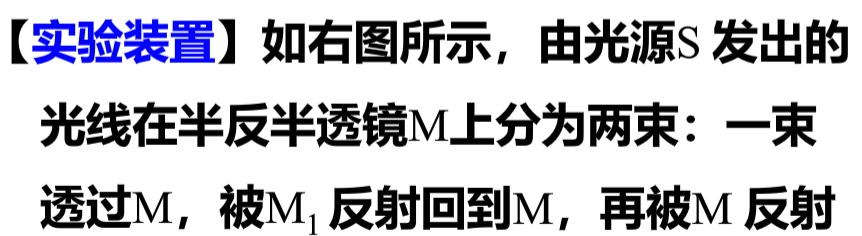 【实验装置】如右图所示，由光源S 发出的
光线在半反半透镜M上分为两束：一束
透过M，被M₁ 反射回到M，再被M 反射